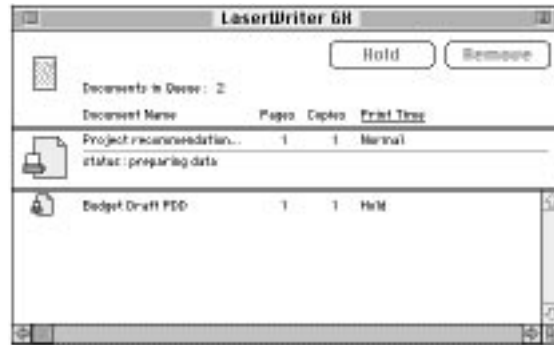 LaserWriter GX
Hold Remove
Documents in Queue: 2
Document Name Pages Copies Print Time
Project recommendation... 1 1 Normal
status: preparing data
Budget Draft PDD 1 1 Hold